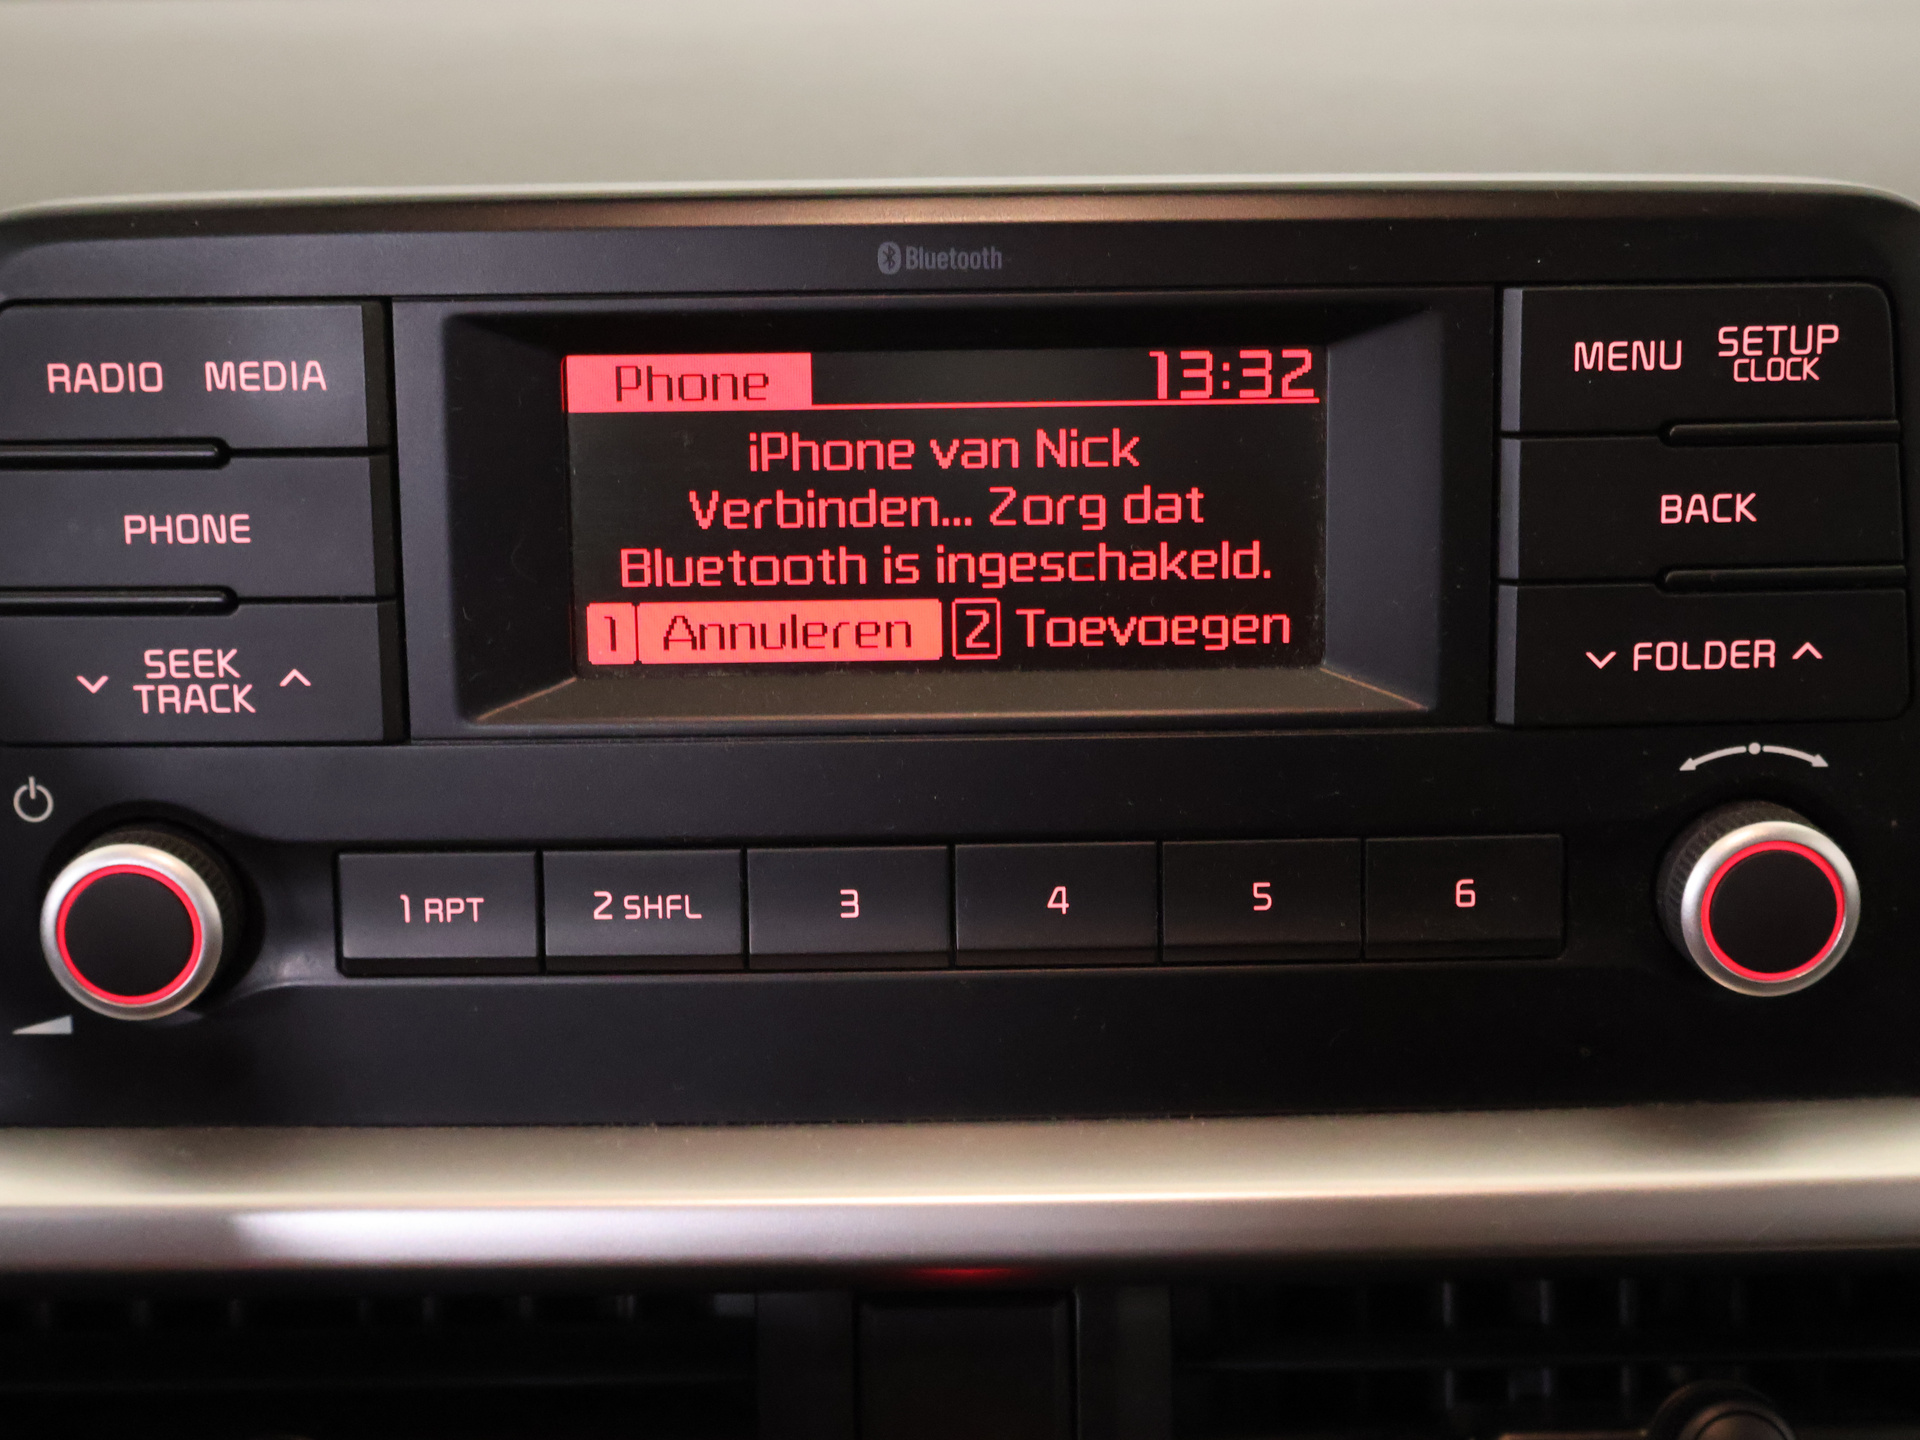 Bluetooth
RADIO MEDIA
PHONE
SEEK
TRACK
Phone 13:32
iPhone van Nick
Verbinden... Zorg dat
Bluetooth is ingeschakeld.
1 Annuleren 2 Toevoegen
MENU SETUP
CLOCK
BACK
FOLDER
1 RPT 2 SHFL 3 4 5 6